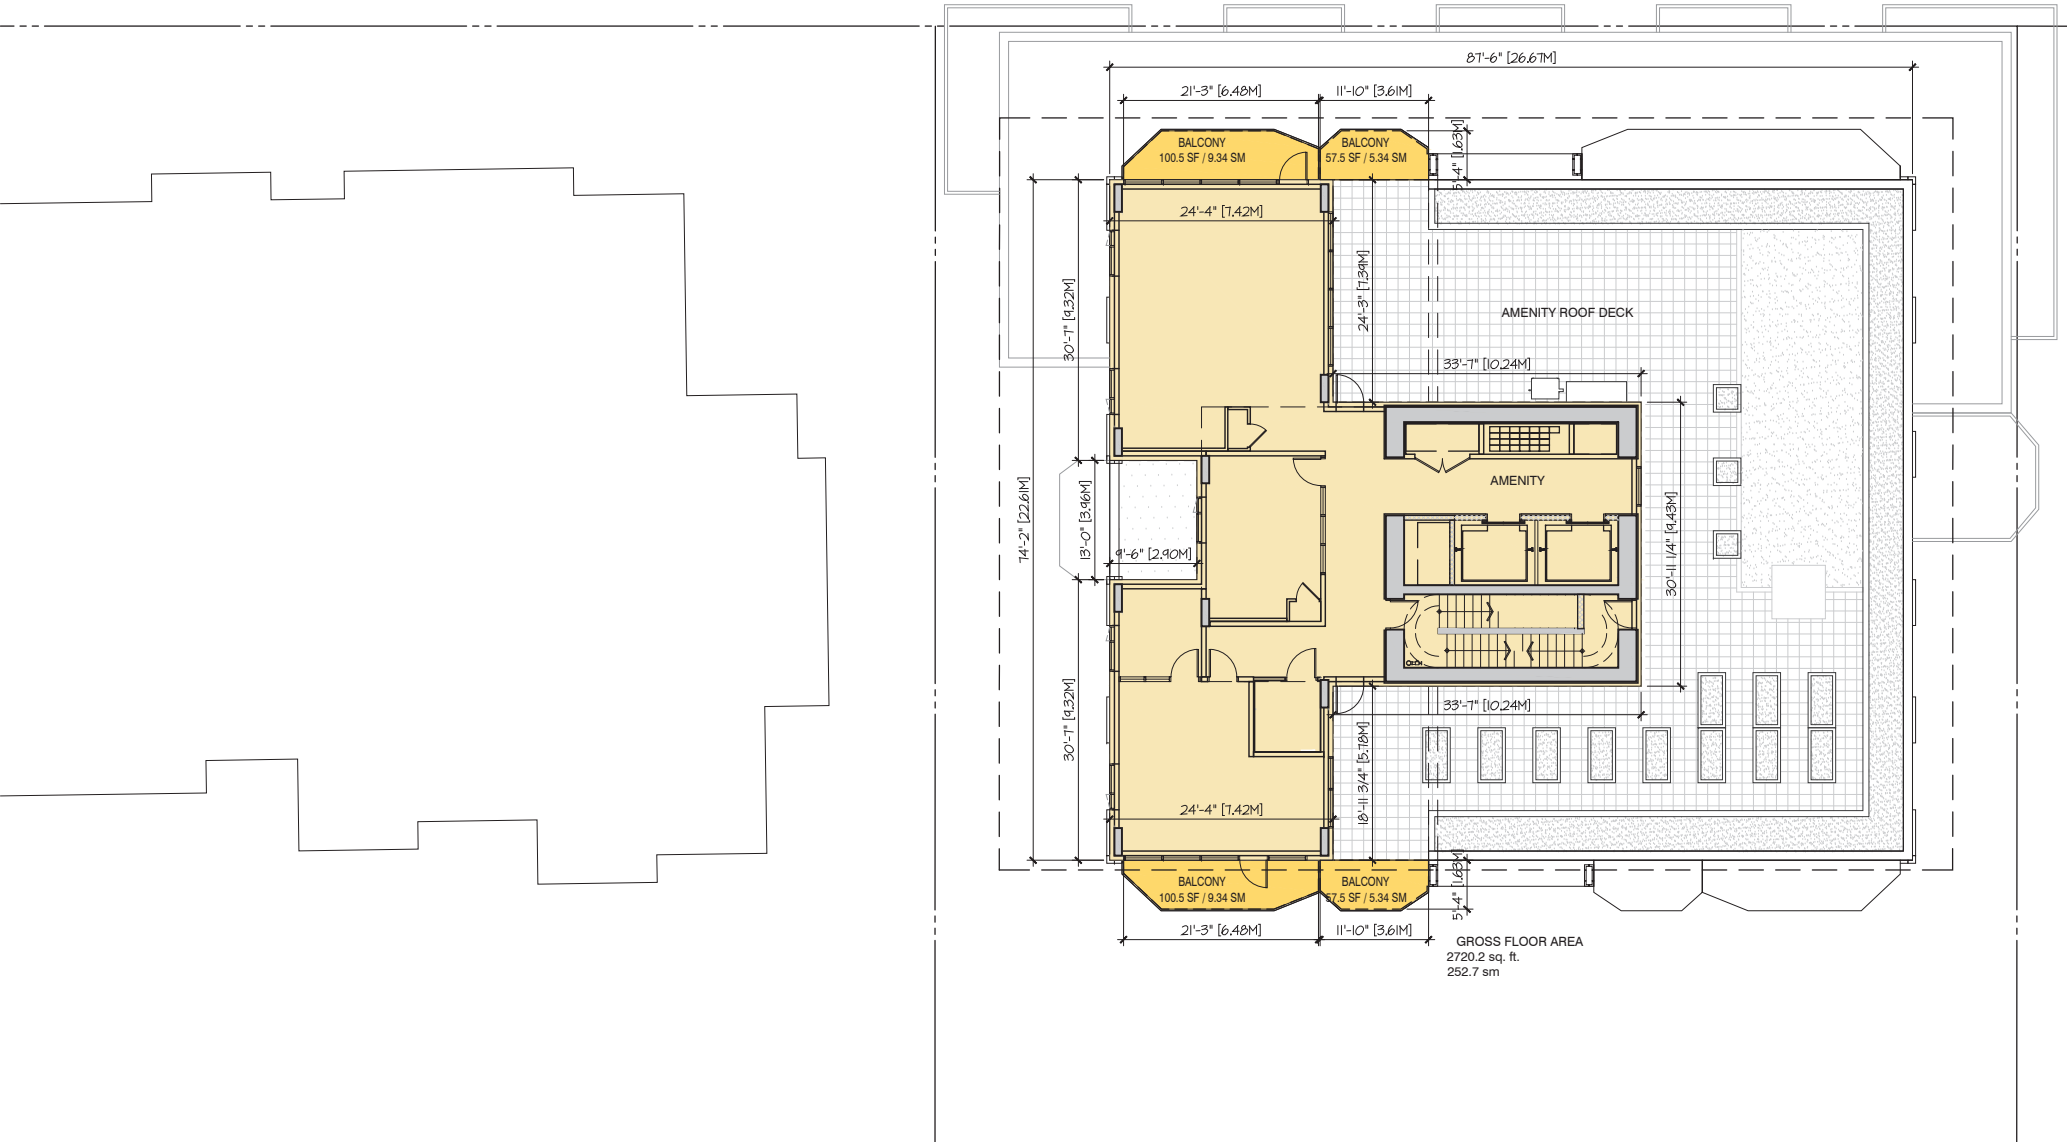 87'-6" [26.67M]
21'-3" [6.48M]
11'-10" [3.61M]
BALCONY
100.5 SF / 9.34 SM
BALCONY
57.5 SF / 5.34 SM
5'-4" [1.63M]
24'-4" [7.42M]
30'-7" [9.32M]
24'-3" [7.39M]
AMENITY ROOF DECK
33'-7" [10.24M]
AMENITY
74'-2" [22.61M]
13'-0" [3.96M]
9'-6" [2.90M]
30'-11 1/4" [9.43M]
30'-7" [9.32M]
33'-7" [10.24M]
18'-11 3/4" [5.78M]
24'-4" [7.42M]
BALCONY
100.5 SF / 9.34 SM
BALCONY
57.5 SF / 5.34 SM
5'-4" [1.63M]
21'-3" [6.48M]
11'-10" [3.61M]
GROSS FLOOR AREA
2720.2 sq. ft.
252.7 sm